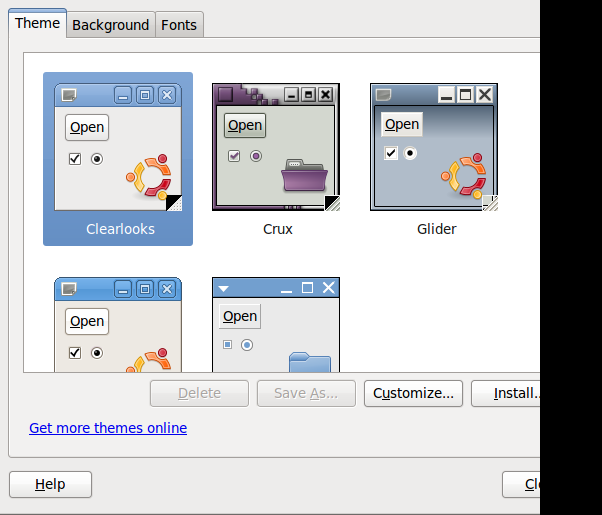 Theme Background Fonts
Open Open Open
Clearlooks Crux Glider
Open Open
Delete Save As... Customize... Install..
Get more themes online
Help